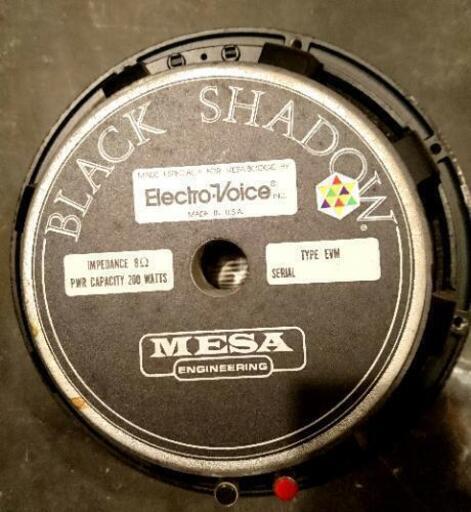 BLACK SHADOW
MADE ESPECIALLY FOR MESA/BOOGIE BY
Electro-Voice® INC.
MADE IN U.S.A.
IMPEDANCE 8Ω
PWR CAPACITY 200 WATTS
TYPE EVM
SERIAL
MESA
ENGINEERING